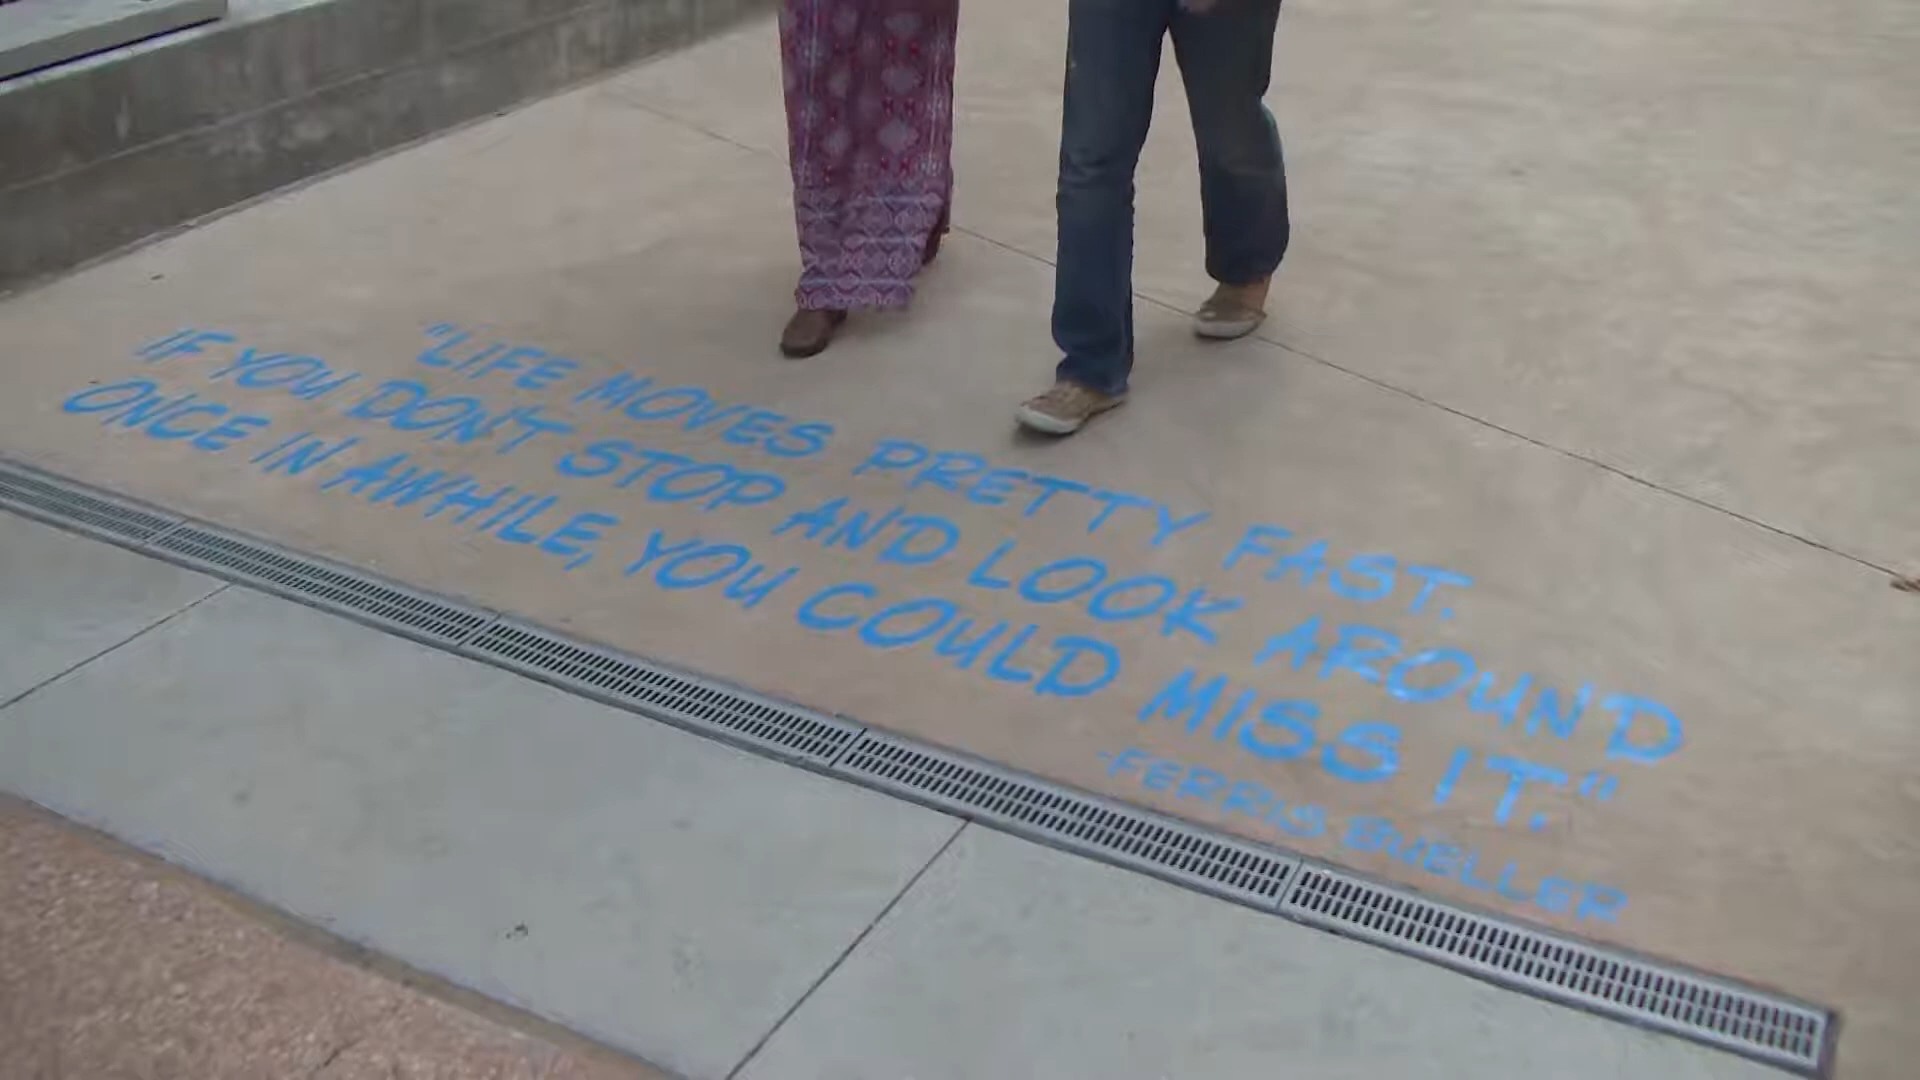 "LIFE MOVES PRETTY FAST.
IF YOU DON'T STOP AND LOOK AROUND
ONCE IN AWHILE, YOU COULD MISS IT."
-FERRIS BUELLER